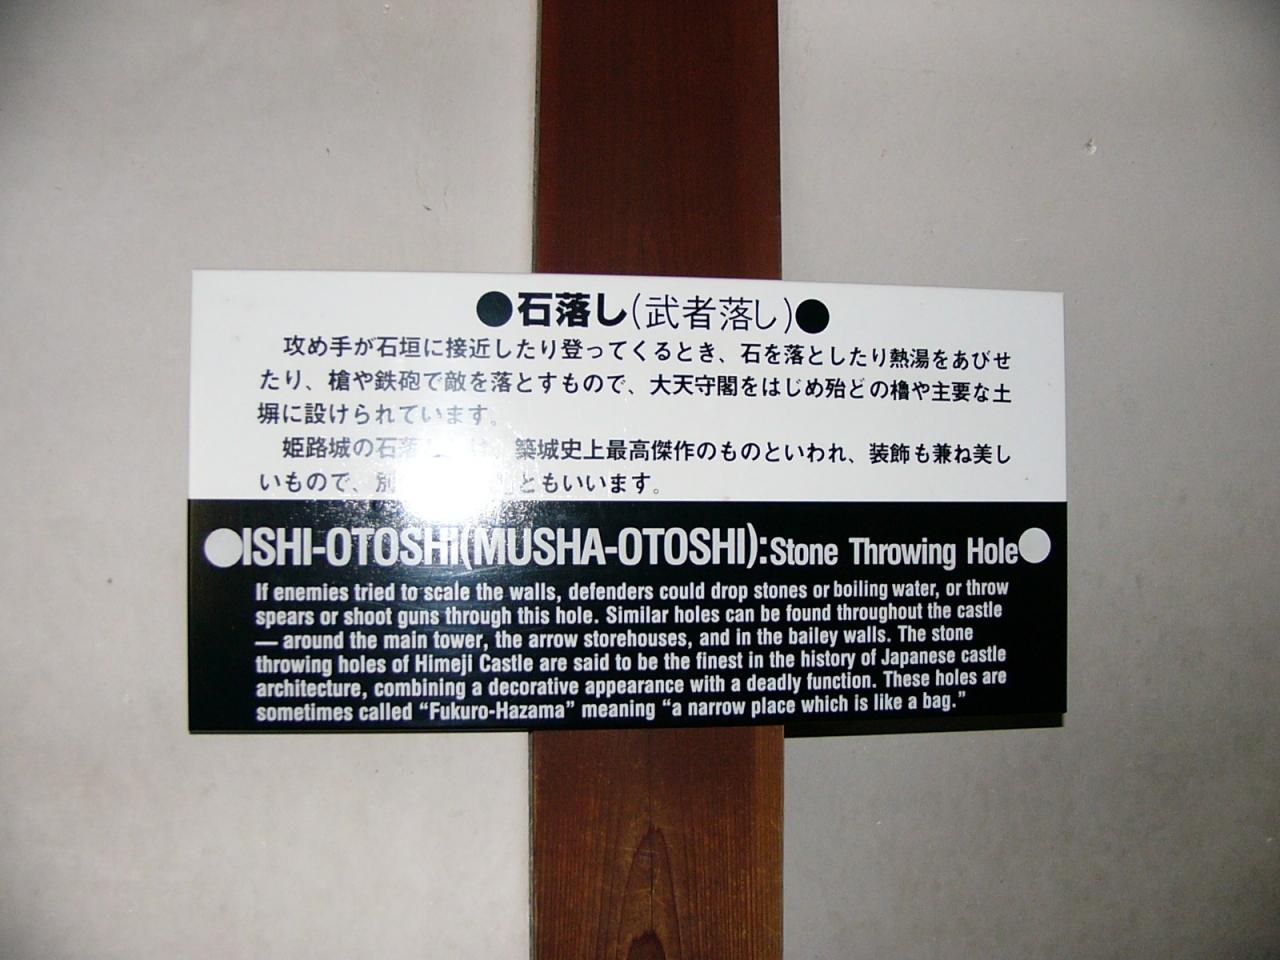 ●石落し(武者落し)●
攻め手が石垣に接近したり登ってくるとき、石を落としたり熱湯をあびせ
たり、槍や鉄砲で敵を落とすもので、大天守閣をはじめ殆どの櫓や主要な土
塀に設けられています。
姫路城の石落 築城史上最高傑作のものといわれ、装飾も兼ね美し
いもので、別 ともいいます。
●ISHI-OTOSHI(MUSHA-OTOSHI):Stone Throwing Hole●
If enemies tried to scale the walls, defenders could drop stones or boiling water, or throw
spears or shoot guns through this hole. Similar holes can be found throughout the castle
— around the main tower, the arrow storehouses, and in the bailey walls. The stone
throwing holes of Himeji Castle are said to be the finest in the history of Japanese castle
architecture, combining a decorative appearance with a deadly function. These holes are
sometimes called “Fukuro-Hazama” meaning “a narrow place which is like a bag.”